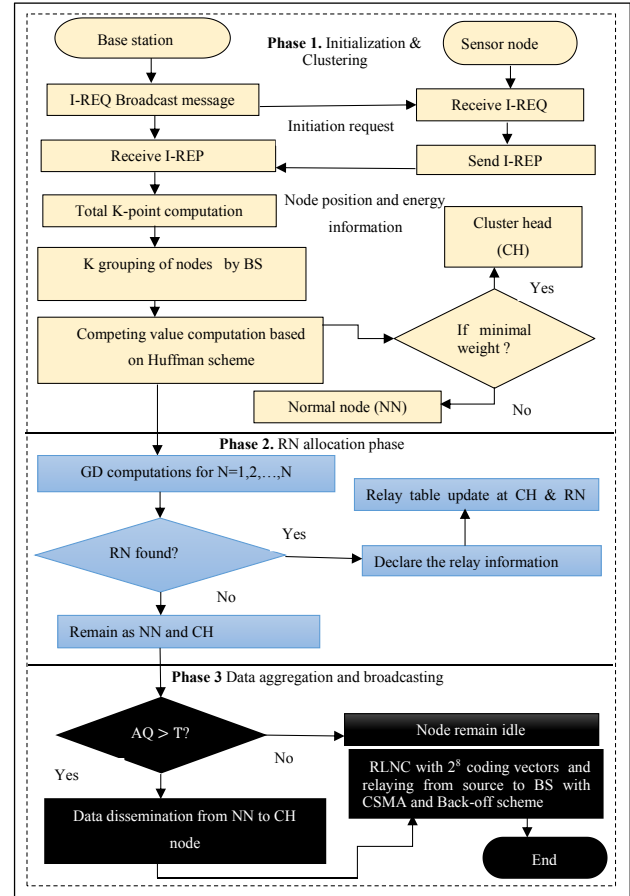 Base station
Phase 1. Initialization &
Clustering
Sensor node
I-REQ Broadcast message
Receive I-REQ
Initiation request
Receive I-REP
Send I-REP
Total K-point computation
Node position and energy
information
Cluster head
(CH)
K grouping of nodes by BS
Yes
Competing value computation based
on Huffman scheme
If minimal
weight ?
Normal node (NN)
No
Phase 2. RN allocation phase
GD computations for N=1,2,…,N
Relay table update at CH & RN
RN found?
Yes
Declare the relay information
No
Remain as NN and CH
Phase 3 Data aggregation and broadcasting
AQ > T?
Node remain idle
No
Yes
RLNC with 2⁸ coding vectors and
relaying from source to BS with
CSMA and Back-off scheme
Data dissemination from NN to CH
node
End